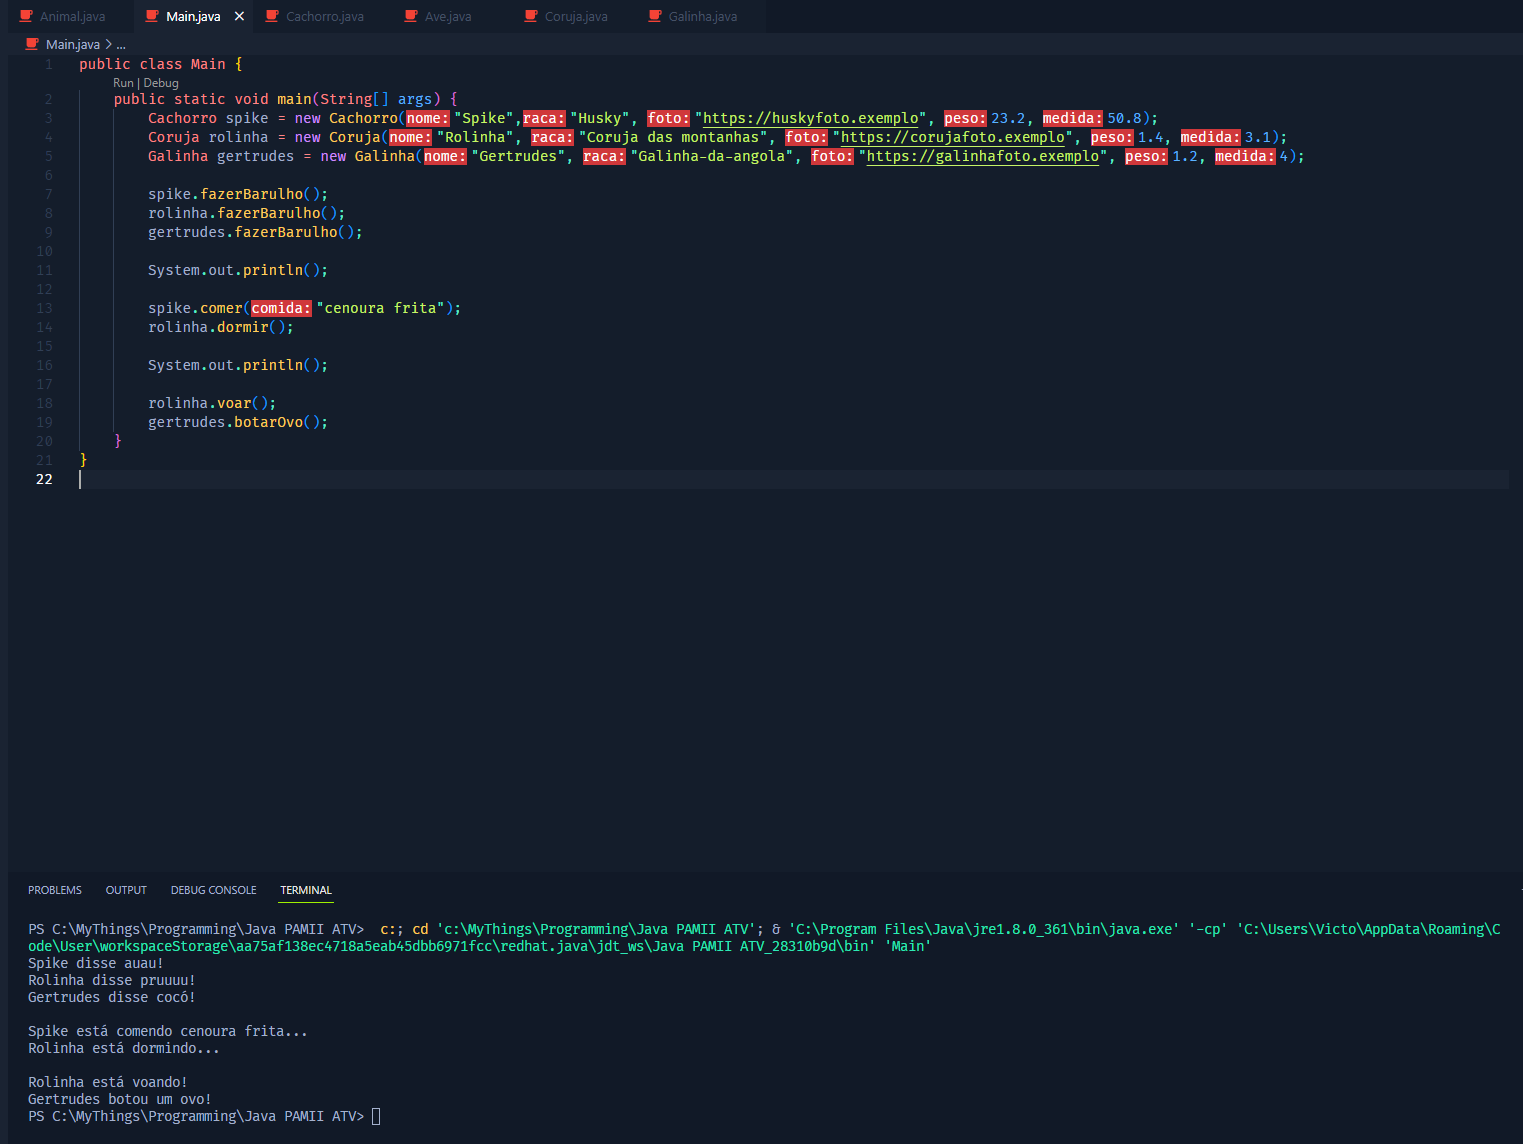 Animal.java Main.java × Cachorro.java Ave.java Coruja.java Galinha.java
Main.java > ...
1 public class Main {
Run | Debug
2 public static void main(String[] args) {
3 Cachorro spike = new Cachorro(nome: "Spike",raca: "Husky", foto: "https://huskyfoto.exemplo", peso: 23.2, medida: 50.8);
4 Coruja rolinha = new Coruja(nome: "Rolinha", raca: "Coruja das montanhas", foto: "https://corujafoto.exemplo", peso: 1.4, medida: 3.1);
5 Galinha gertrudes = new Galinha(nome: "Gertrudes", raca: "Galinha-da-angola", foto: "https://galinhafoto.exemplo", peso: 1.2, medida: 4);
6
7 spike.fazerBarulho();
8 rolinha.fazerBarulho();
9 gertrudes.fazerBarulho();
10
11 System.out.println();
12
13 spike.comer(comida: "cenoura frita");
14 rolinha.dormir();
15
16 System.out.println();
17
18 rolinha.voar();
19 gertrudes.botarOvo();
20 }
21 }
22
PROBLEMS OUTPUT DEBUG CONSOLE TERMINAL
PS C:\MyThings\Programming\Java PAMII ATV> c:; cd 'c:\MyThings\Programming\Java PAMII ATV'; & 'C:\Program Files\Java\jre1.8.0_361\bin\java.exe' '-cp' 'C:\Users\Victo\AppData\Roaming\C
ode\User\workspaceStorage\aa75af138ec4718a5eab45dbb6971fcc\redhat.java\jdt_ws\Java PAMII ATV_28310b9d\bin' 'Main'
Spike disse auau!
Rolinha disse pruuuu!
Gertrudes disse cocó!
Spike está comendo cenoura frita...
Rolinha está dormindo...
Rolinha está voando!
Gertrudes botou um ovo!
PS C:\MyThings\Programming\Java PAMII ATV>